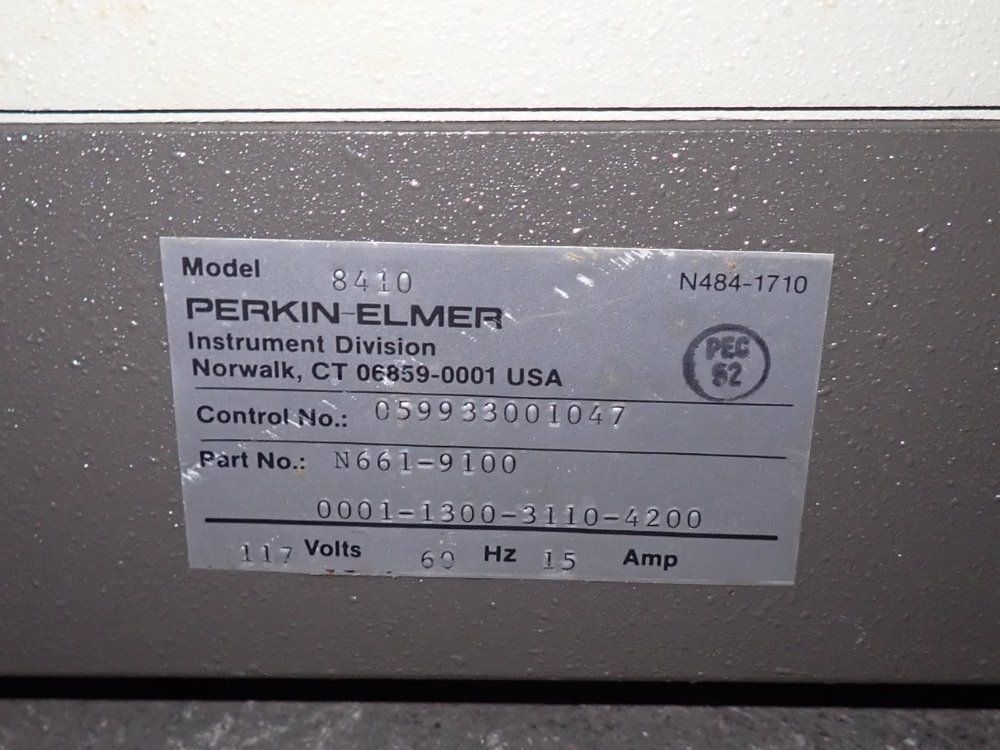 Model 8410 N484-1710
PERKIN-ELMER
Instrument Division
Norwalk, CT 06859-0001 USA
PEC
52
Control No.: 059933001047
Part No.: N661-9100
0001-1300-3110-4200
117 Volts 60 Hz 15 Amp